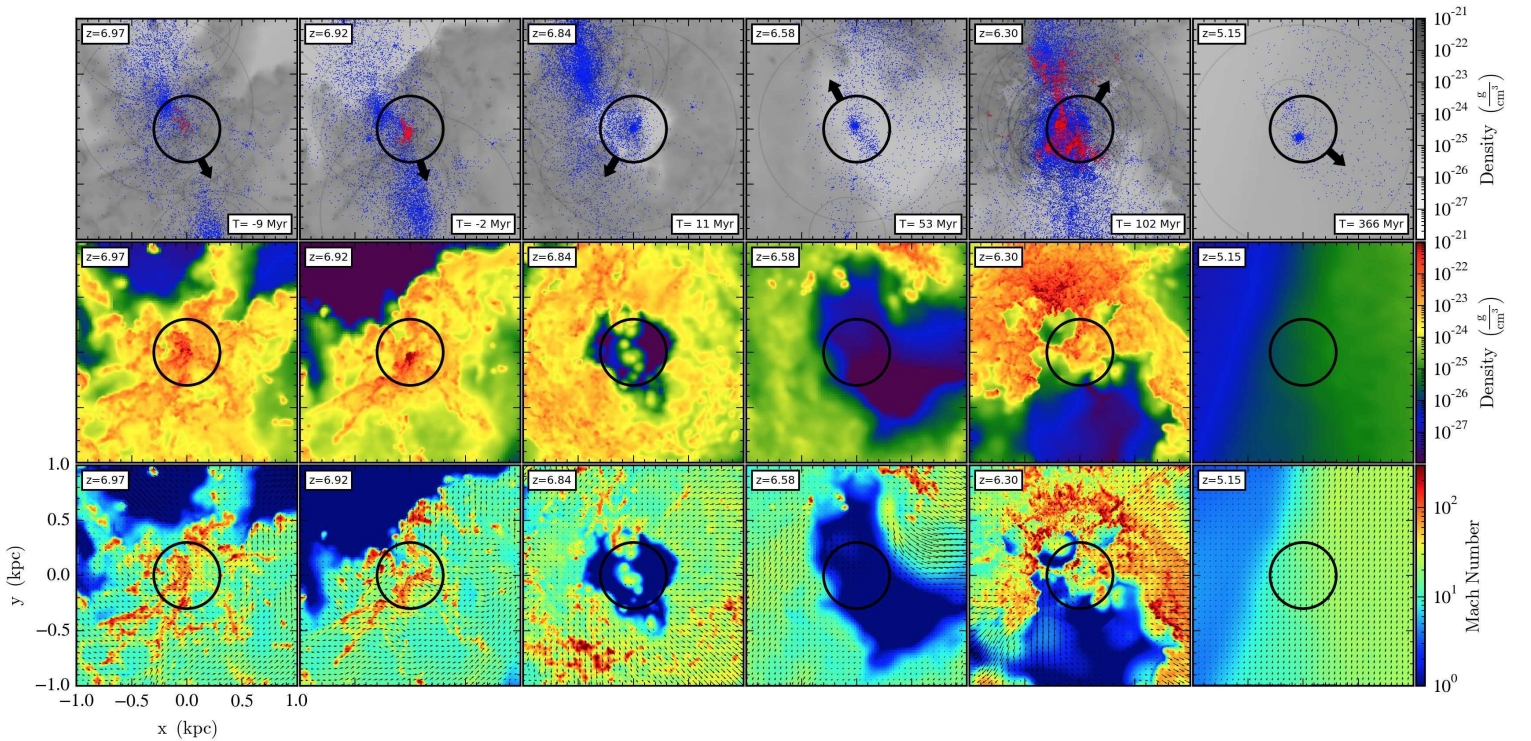 z=6.97
z=6.92
z=6.84
z=6.58
z=6.30
z=5.15
T= -9 Myr
T= -2 Myr
T= 11 Myr
T= 53 Myr
T= 102 Myr
T= 366 Myr
10^-21
10^-22
10^-23
10^-24
10^-25
10^-26
10^-27
Density (g/cm^3)
z=6.97
z=6.92
z=6.84
z=6.58
z=6.30
z=5.15
10^-21
10^-22
10^-23
10^-24
10^-25
10^-26
10^-27
Density (g/cm^3)
z=6.97
z=6.92
z=6.84
z=6.58
z=6.30
z=5.15
1.0
0.5
0.0
−0.5
−1.0
y (kpc)
10^2
10^1
10^0
Mach Number
−1.0 −0.5 0.0 0.5 1.0
x (kpc)